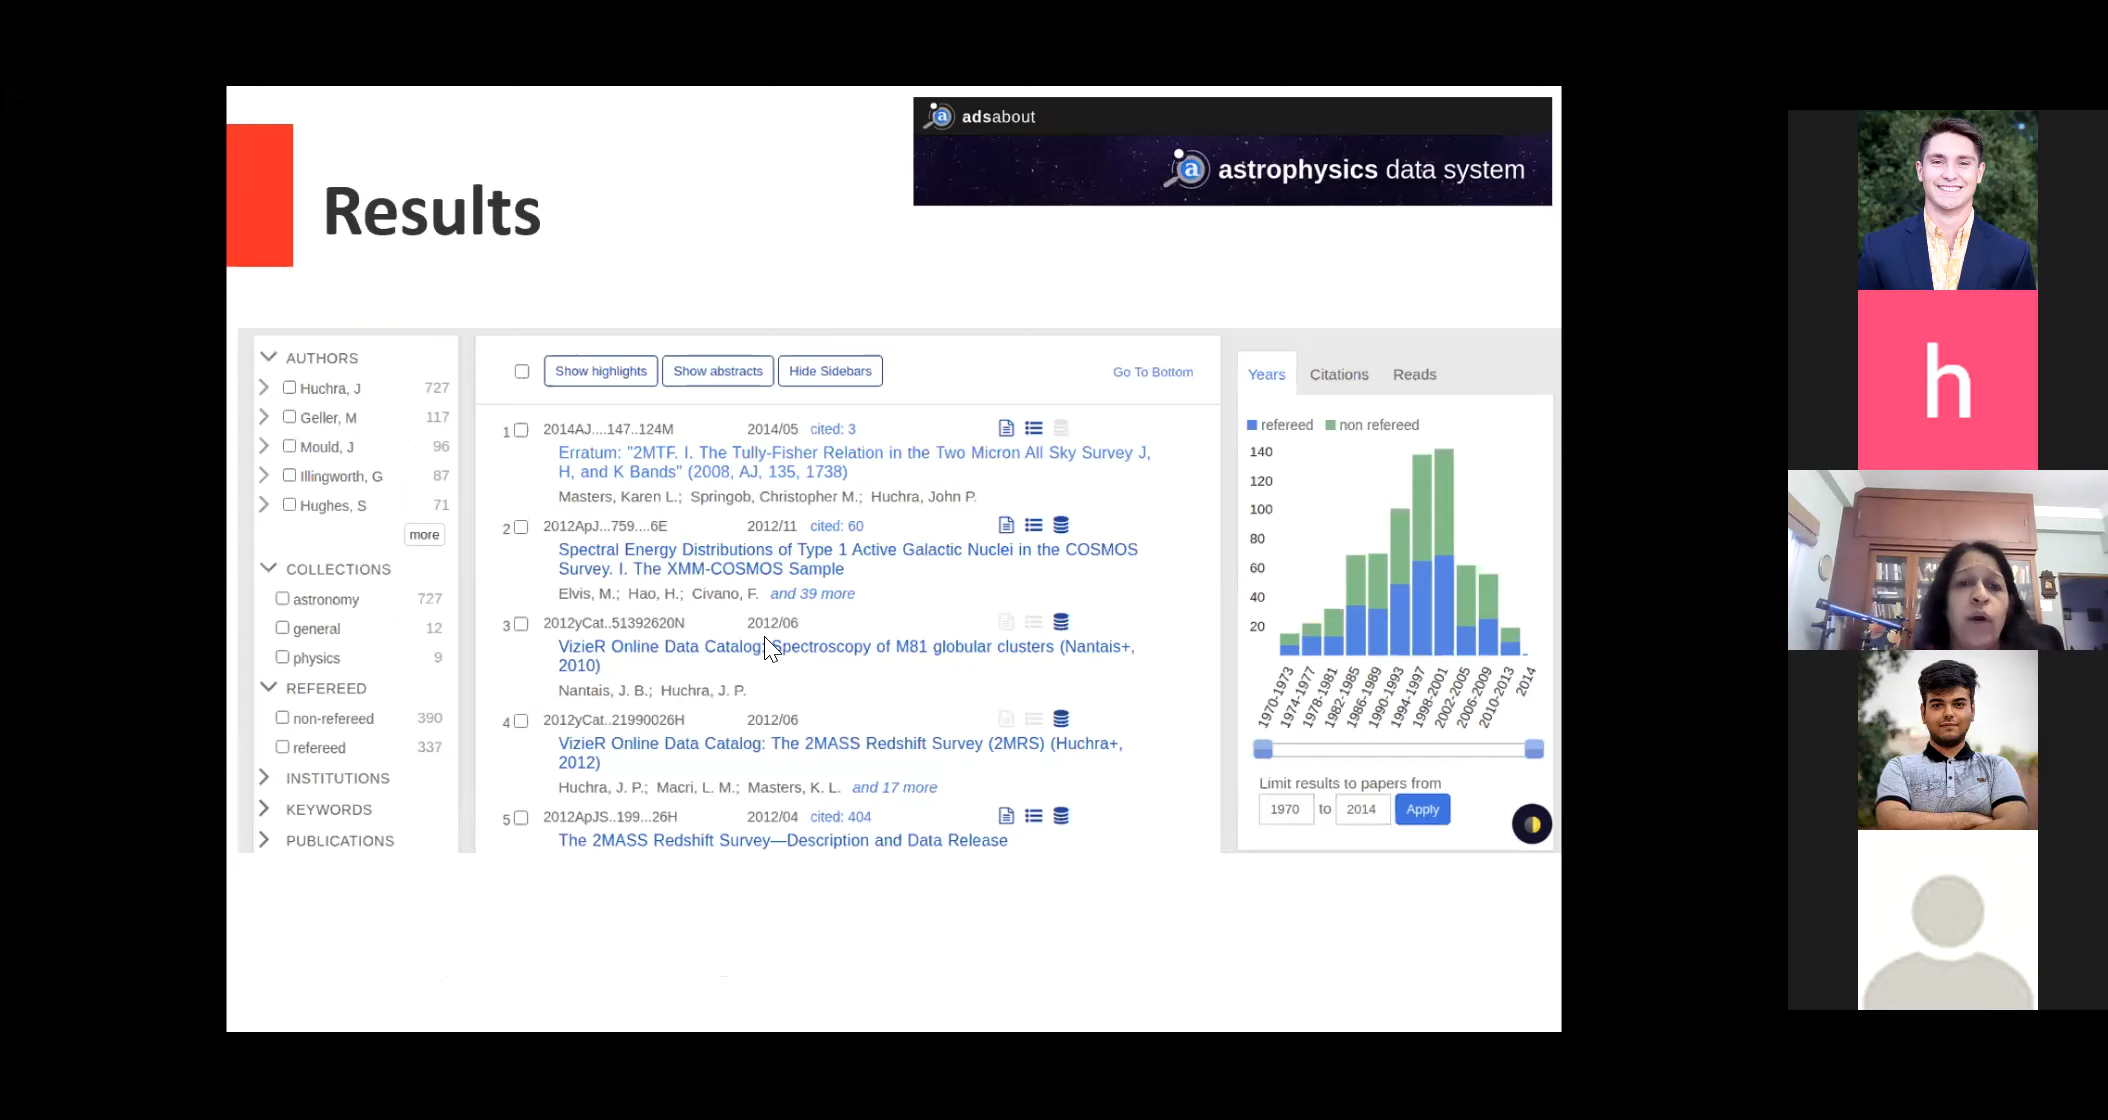 adsabout
astrophysics data system
Results
AUTHORS
Huchra, J 727
Geller, M 117
Mould, J 96
Illingworth, G 87
Hughes, S 71
more
COLLECTIONS
astronomy 727
general 12
physics 9
REFEREED
non-refereed 390
refereed 337
INSTITUTIONS
KEYWORDS
PUBLICATIONS
Show highlights Show abstracts Hide Sidebars Go To Bottom
1 2014AJ....147..124M 2014/05 cited: 3
Erratum: "2MTF. I. The Tully-Fisher Relation in the Two Micron All Sky Survey J,
H, and K Bands" (2008, AJ, 135, 1738)
Masters, Karen L.; Springob, Christopher M.; Huchra, John P.
2 2012ApJ...759....6E 2012/11 cited: 60
Spectral Energy Distributions of Type 1 Active Galactic Nuclei in the COSMOS
Survey. I. The XMM-COSMOS Sample
Elvis, M.; Hao, H.; Civano, F. and 39 more
3 2012yCat..51392620N 2012/06
VizieR Online Data Catalog: Spectroscopy of M81 globular clusters (Nantais+,
2010)
Nantais, J. B.; Huchra, J. P.
4 2012yCat..21990026H 2012/06
VizieR Online Data Catalog: The 2MASS Redshift Survey (2MRS) (Huchra+,
2012)
Huchra, J. P.; Macri, L. M.; Masters, K. L. and 17 more
5 2012ApJS..199...26H 2012/04 cited: 404
The 2MASS Redshift Survey—Description and Data Release
Years Citations Reads
refereed non refereed
140
120
100
80
60
40
20
1970-1973
1974-1977
1978-1981
1982-1985
1986-1989
1990-1993
1994-1997
1998-2001
2002-2005
2006-2009
2010-2013
2014
Limit results to papers from
1970 to 2014 Apply
h